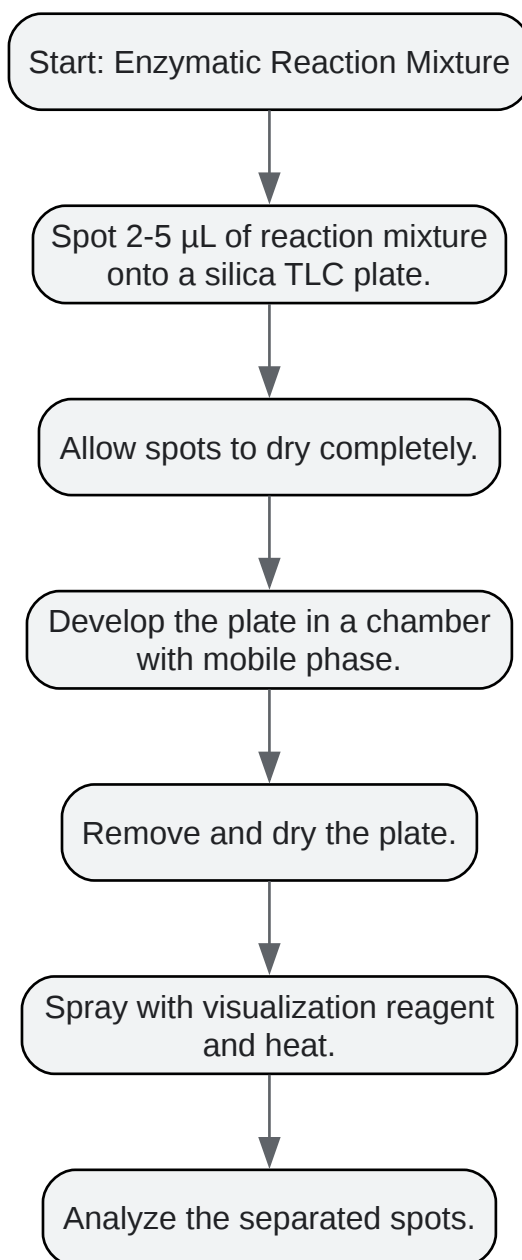 Start: Enzymatic Reaction Mixture
Spot 2-5 µL of reaction mixture
onto a silica TLC plate.
Allow spots to dry completely.
Develop the plate in a chamber
with mobile phase.
Remove and dry the plate.
Spray with visualization reagent
and heat.
Analyze the separated spots.